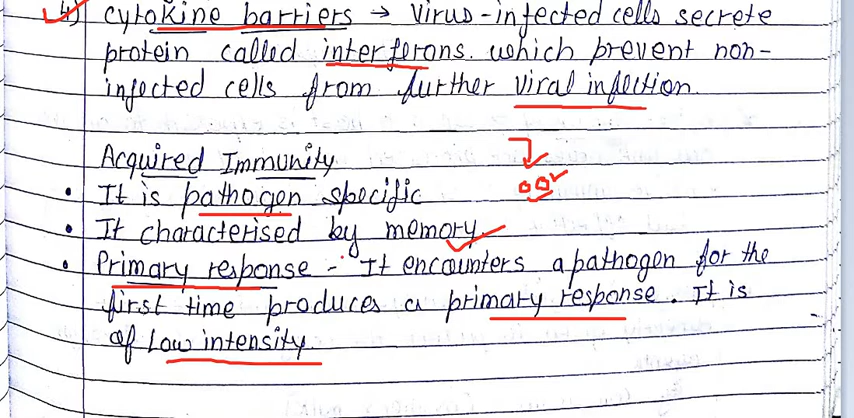 4) Cytokine barriers → Virus-infected cells secrete
protein called interferons. which prevent non-
infected cells from further viral infection.
Acquired Immunity
• It is pathogen specific
• It characterised by memory
• Primary response - It encounters a pathogen for the
first time produces a primary response. It is
of Low intensity.